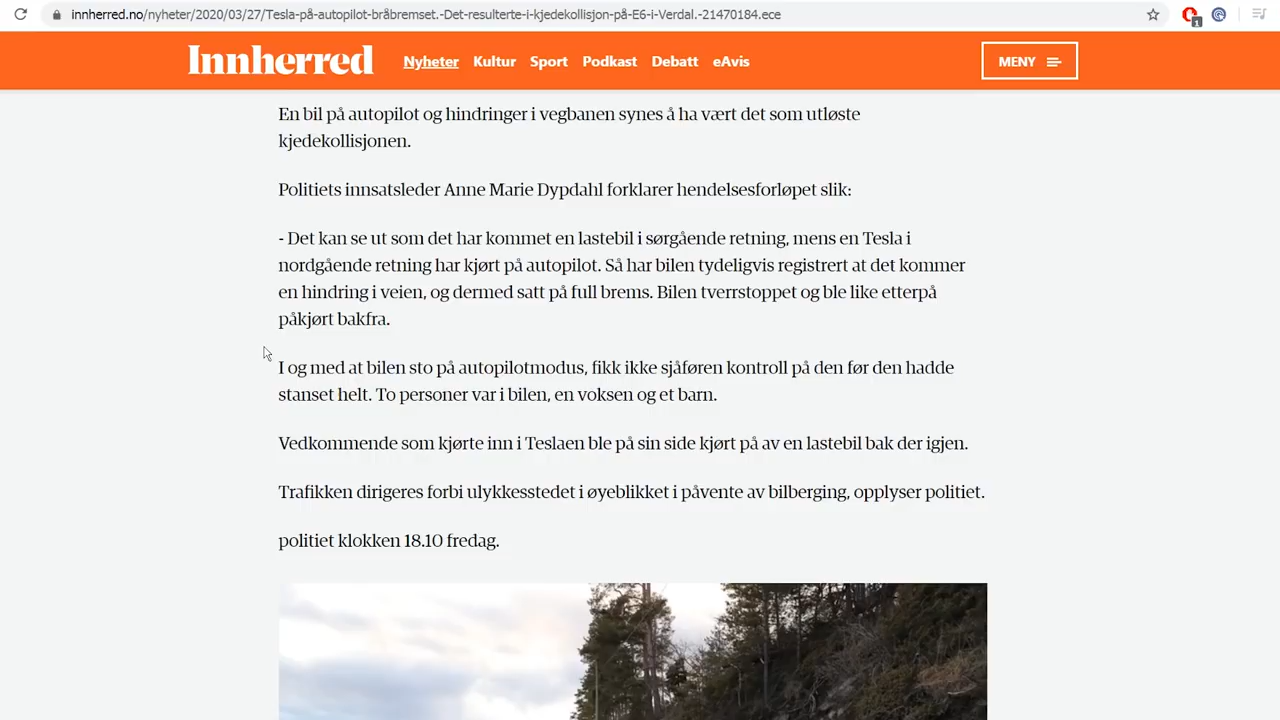 innherred.no/nyheter/2020/03/27/Tesla-på-autopilot-bråbremset.-Det-resulterte-i-kjedekollisjon-på-E6-i-Verdal.-21470184.ece
1
Innherred
Nyheter Kultur Sport Podkast Debatt eAvis
MENY
En bil på autopilot og hindringer i vegbanen synes å ha vært det som utløste
kjedekollisjonen.
Politiets innsatsleder Anne Marie Dypdahl forklarer hendelsesforløpet slik:
- Det kan se ut som det har kommet en lastebil i sørgående retning, mens en Tesla i
nordgående retning har kjørt på autopilot. Så har bilen tydeligvis registrert at det kommer
en hindring i veien, og dermed satt på full brems. Bilen tverrstoppet og ble like etterpå
påkjørt bakfra.
I og med at bilen sto på autopilotmodus, fikk ikke sjåføren kontroll på den før den hadde
stanset helt. To personer var i bilen, en voksen og et barn.
Vedkommende som kjørte inn i Teslaen ble på sin side kjørt på av en lastebil bak der igjen.
Trafikken dirigeres forbi ulykkesstedet i øyeblikket i påvente av bilberging, opplyser politiet.
politiet klokken 18.10 fredag.